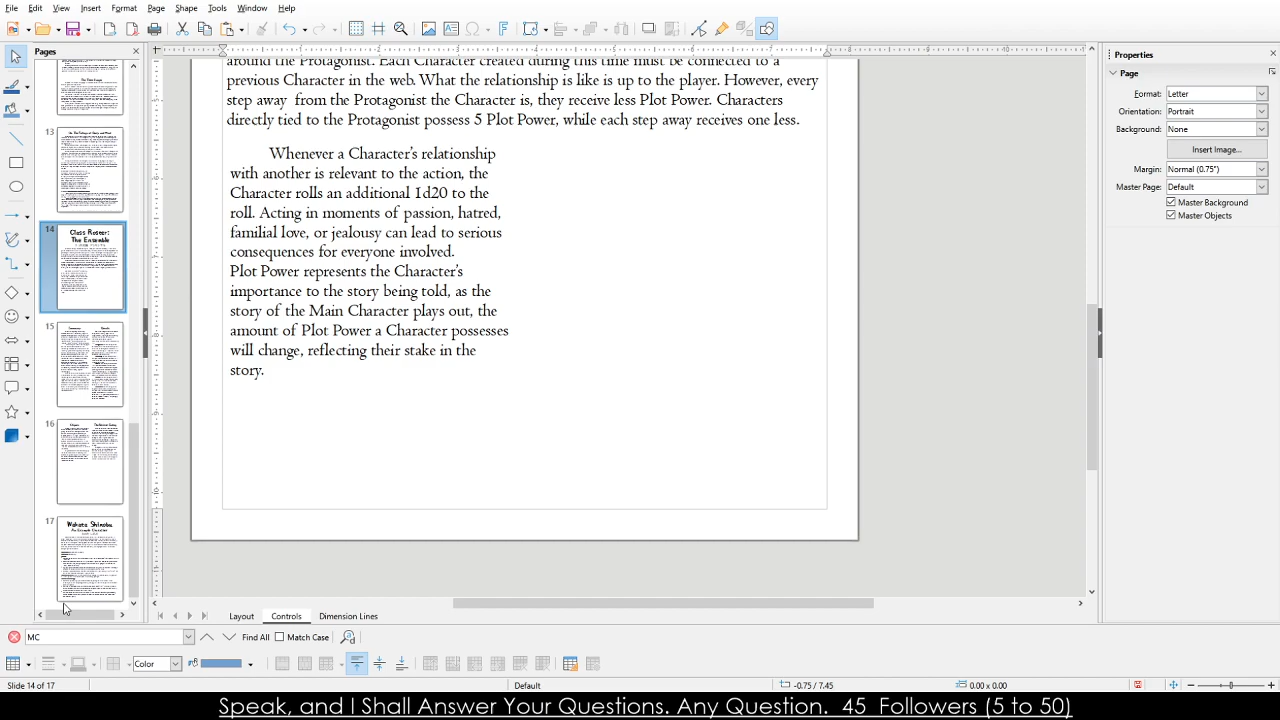 File Edit View Insert Format Page Shape Tools Window Help
Pages
13
14
Class Roster:
The Ensemble
15
16
17
Wakata Shinobu
around the Protagonist. Each Character created during this time must be connected to a
previous Character in the web. What the relationship is like is up to the player. However, every
step away from the Protagonist the Character is, they receive less Plot Power. Characters
directly tied to the Protagonist possess 5 Plot Power, while each step away receives one less.
Whenever a Character's relationship
with another is relevant to the action, the
Character rolls an additional 1d20 to the
roll. Acting in moments of passion, hatred,
familial love, or jealousy can lead to serious
consequences for everyone involved.
Plot Power represents the Character's
importance to the story being told, as the
story of the Main Character plays out, the
amount of Plot Power a Character possesses
will change, reflecting their stake in the
story.
Properties
Page
Format: Letter
Orientation: Portrait
Background: None
Insert Image...
Margin: Normal (0.75")
Master Page: Default
Master Background
Master Objects
Layout Controls Dimension Lines
MC Find All Match Case
Color
Slide 14 of 17 Default -0.75 / 7.45 0.00 x 0.00
Speak, and I Shall Answer Your Questions. Any Question. 45 Followers (5 to 50)